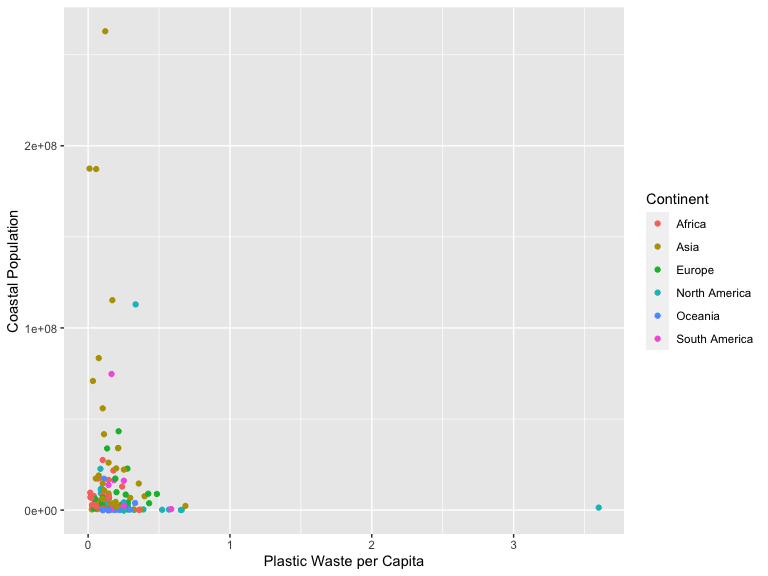 2e+08
1e+08
0e+00
Coastal Population
0
1
2
3
Plastic Waste per Capita
Continent
Africa
Asia
Europe
North America
Oceania
South America